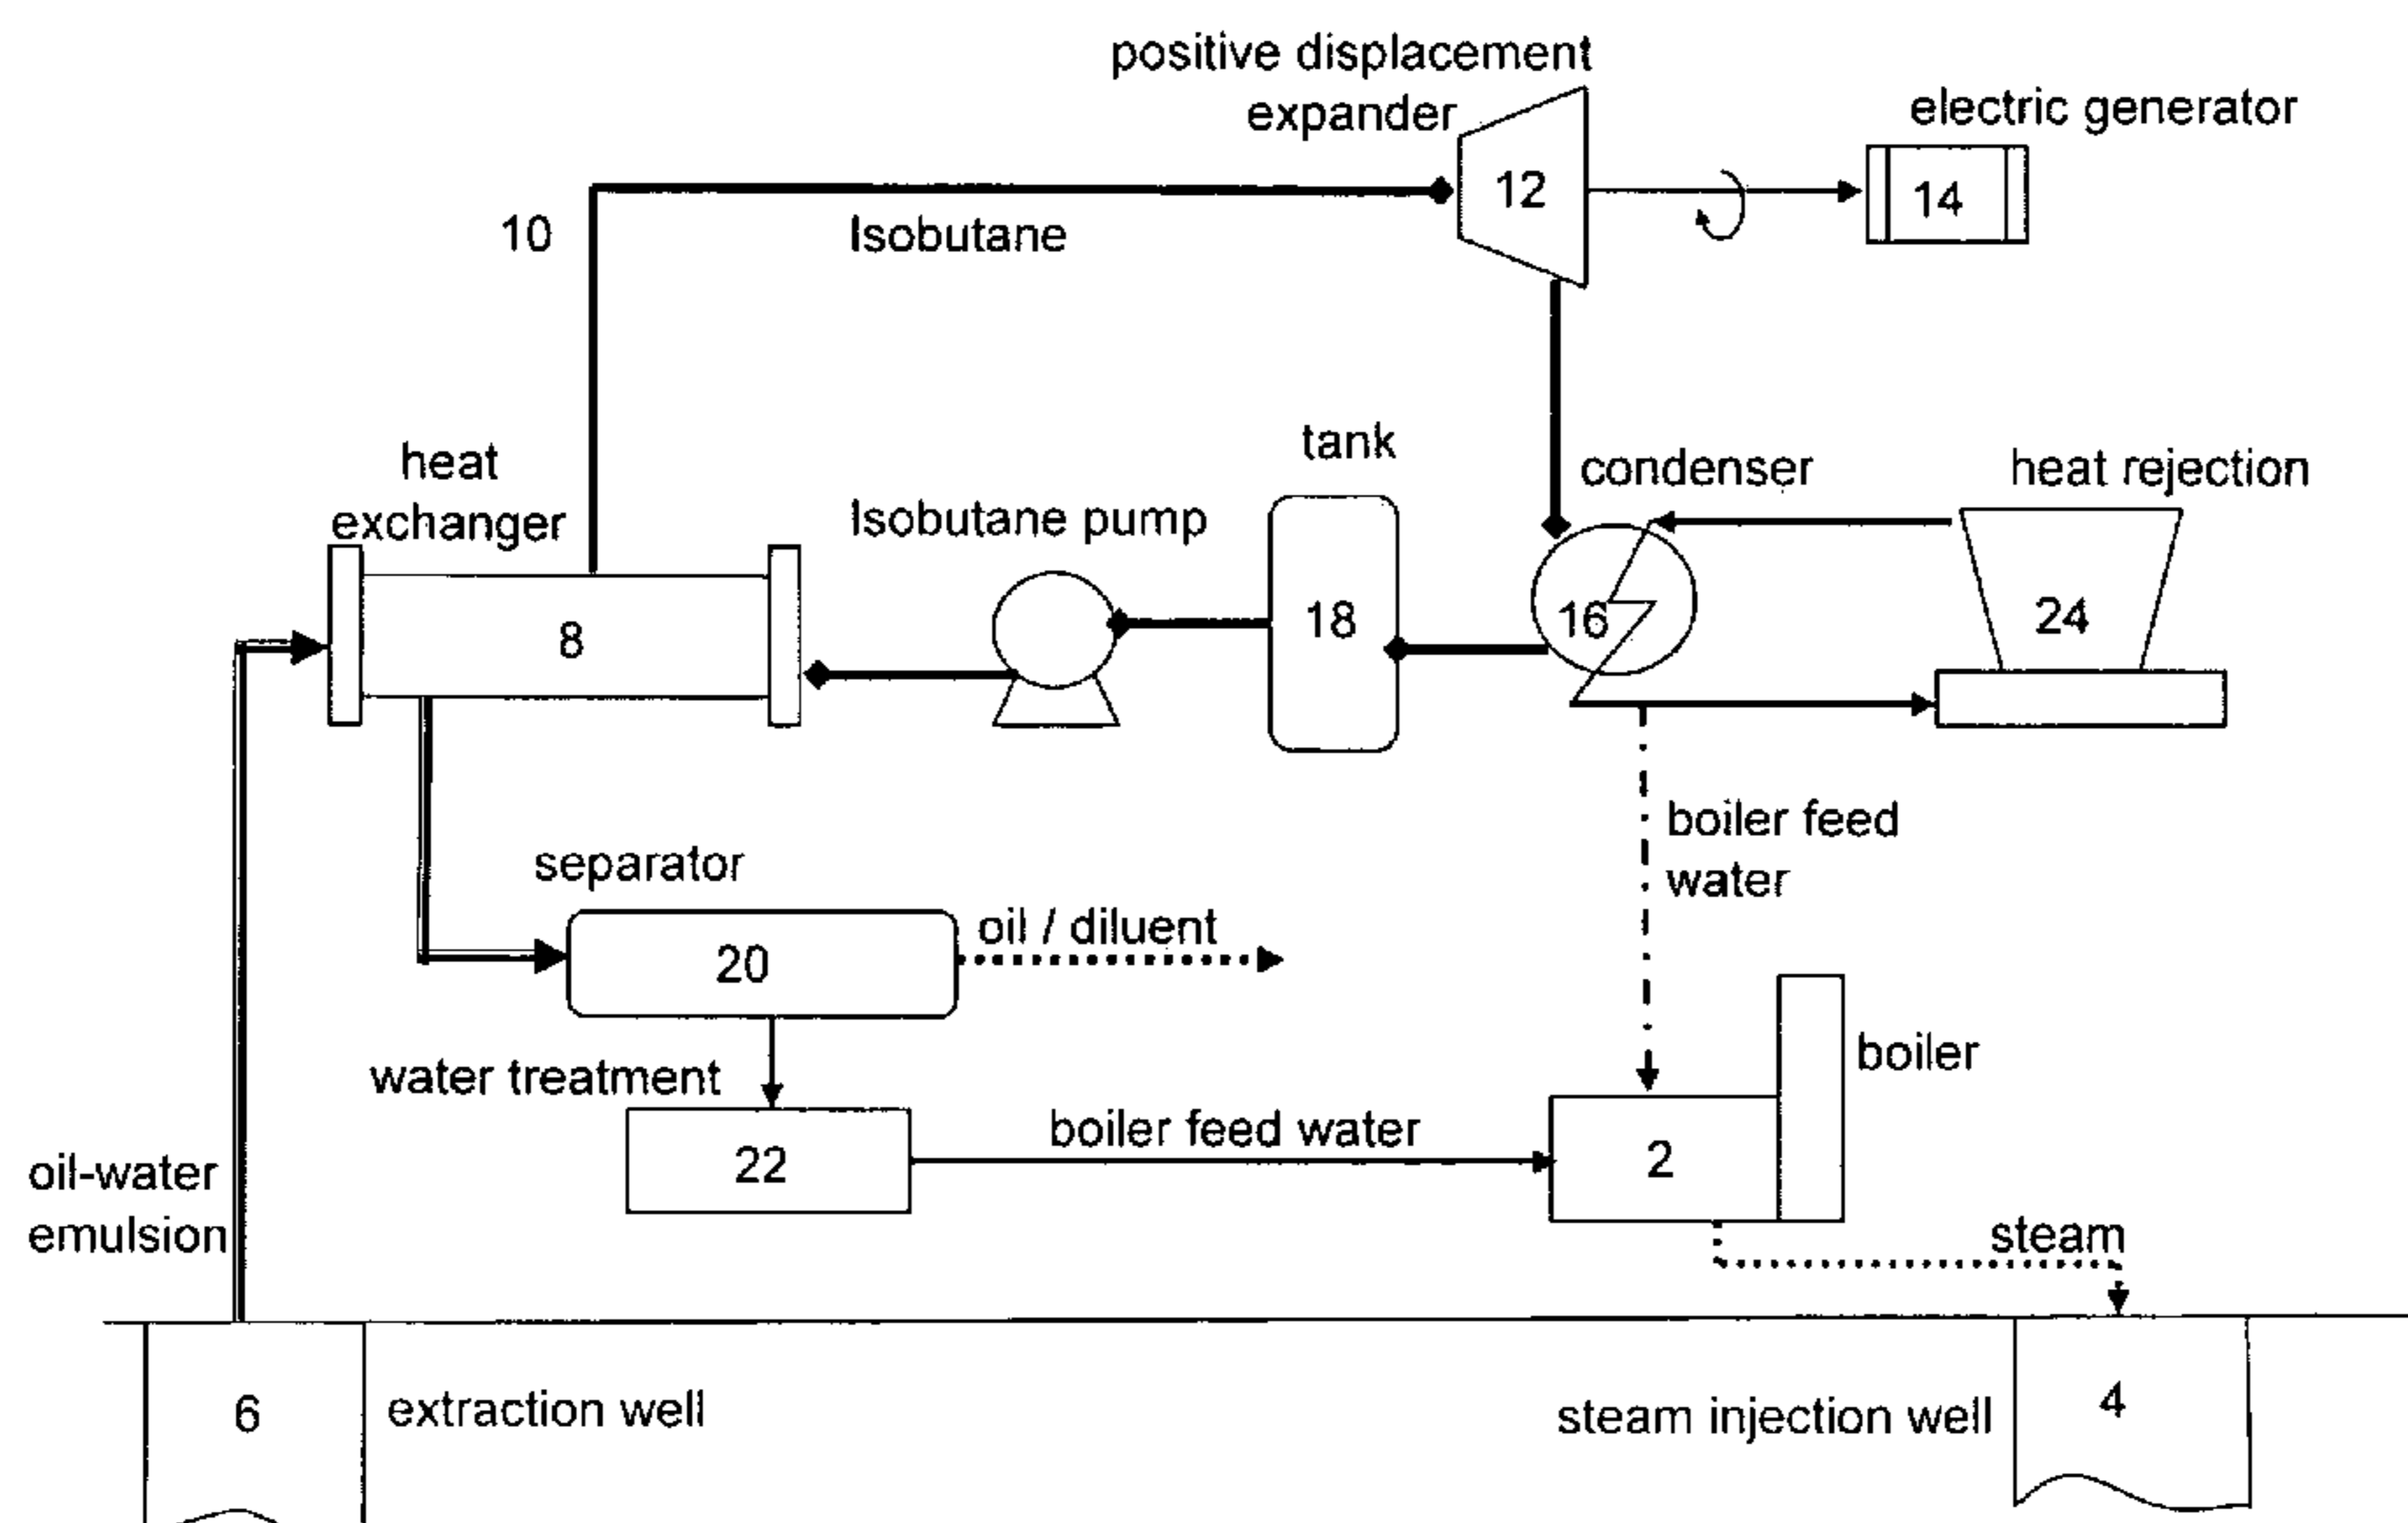 positive displacement
expander
electric generator
12
14
10
Isobutane
heat
exchanger
Isobutane pump
tank
condenser
heat rejection
8
18
16
24
boiler feed
water
separator
oil / diluent
20
water treatment
boiler
boiler feed water
22
2
oil-water
emulsion
steam
6
extraction well
steam injection well
4